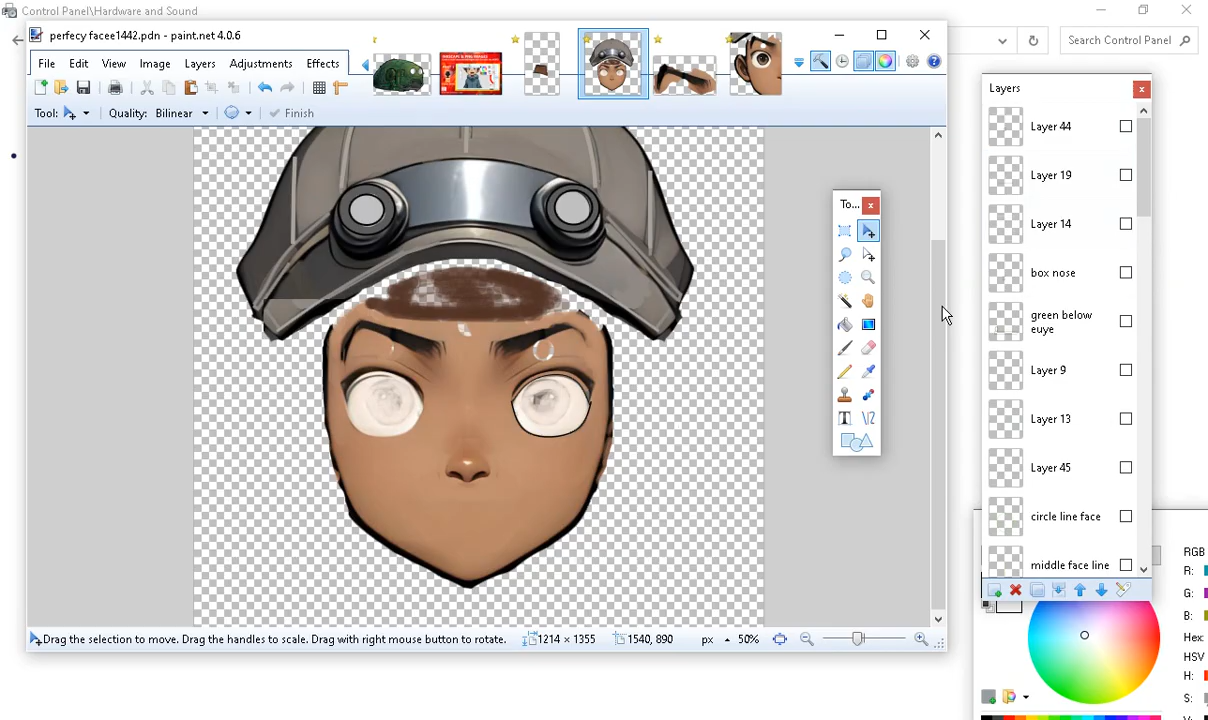 Control Panel\Hardware and Sound
perfecy facee1442.pdn - paint.net 4.0.6
Search Control Panel
File Edit View Ima Laye Adjustments Effects
Tool: Quality: Bilinear Finish
Layers
Layer 44
Layer 19
Layer 14
box nose
green below
euye
Layer 9
Layer 13
Layer 45
circle line face
middle face line
To...
RGB
R:
G:
B:
Hex:
HSV
H:
S:
V:
Drag the selection to move. Drag the handles to scale. Drag with right mouse button to rotate. 1214 × 1355 1540, 890 px 50%